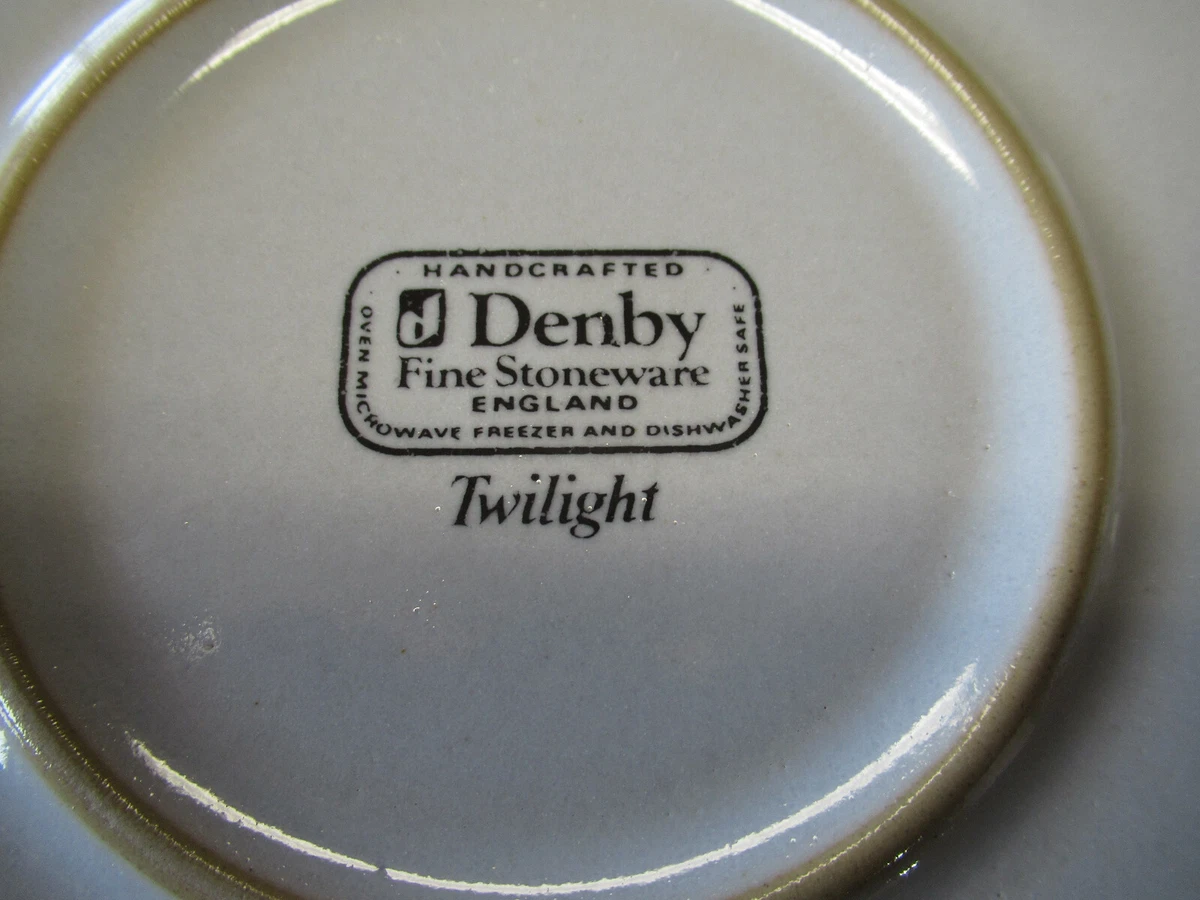 HANDCRAFTED
d Denby
Fine Stoneware
ENGLAND
OVEN MICROWAVE FREEZER AND DISHWASHER SAFE
Twilight